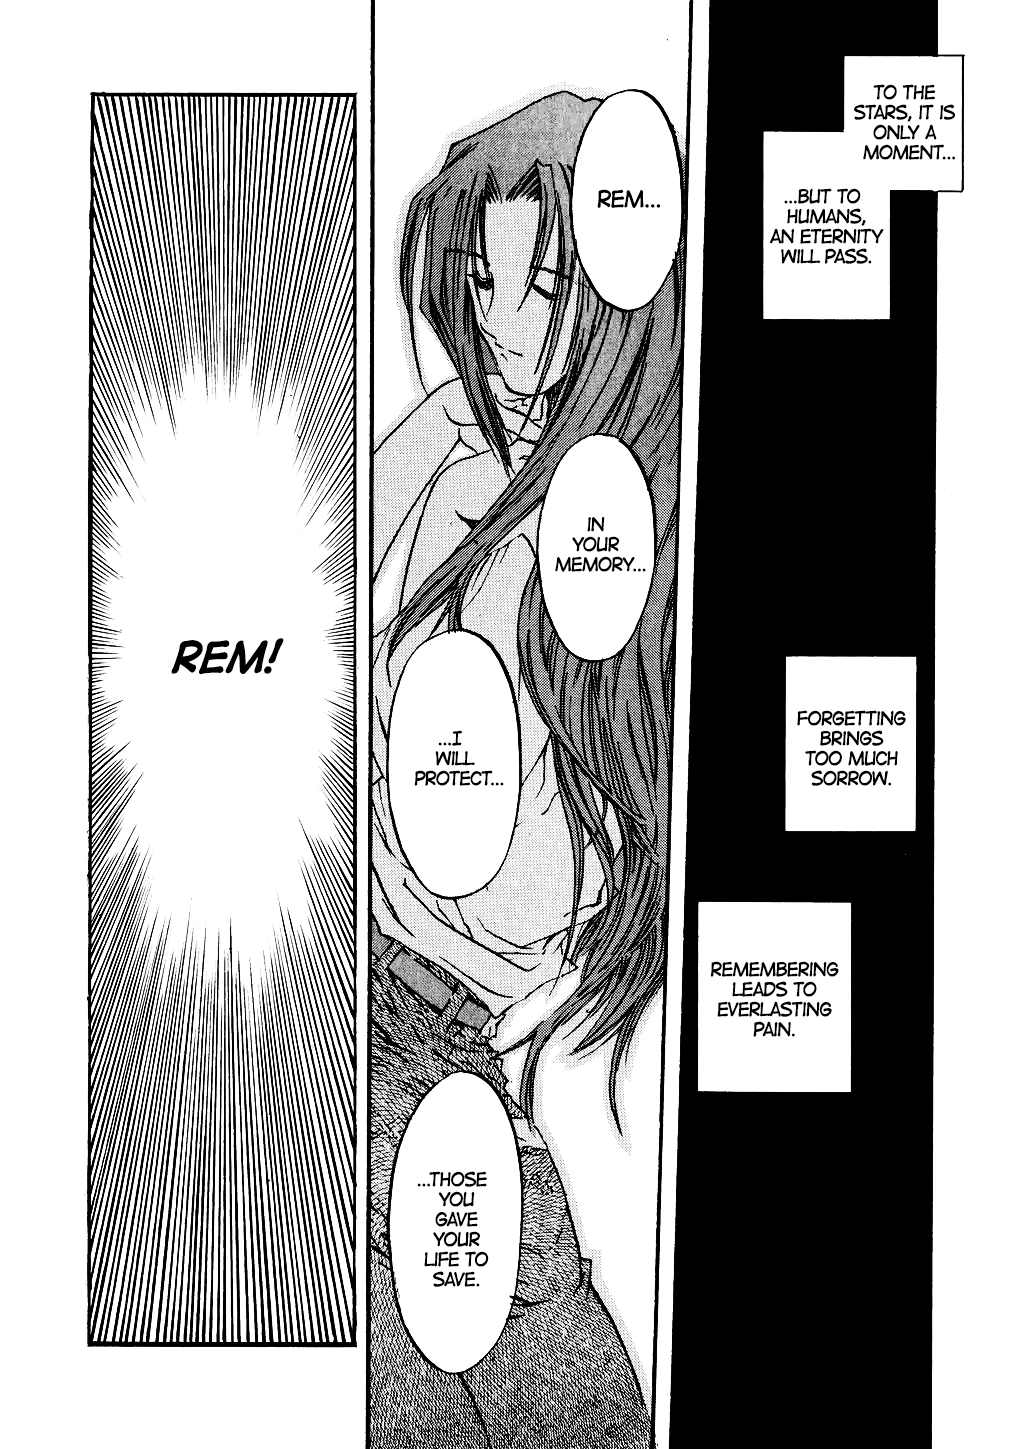 TO THE
STARS, IT IS
ONLY A
MOMENT...
...BUT TO
HUMANS,
AN ETERNITY
WILL PASS.
FORGETTING
BRINGS
TOO MUCH
SORROW.
REMEMBERING
LEADS TO
EVERLASTING
PAIN.
REM...
IN
YOUR
MEMORY...
...I
WILL
PROTECT...
...THOSE
YOU
GAVE
YOUR
LIFE TO
SAVE.
REM!